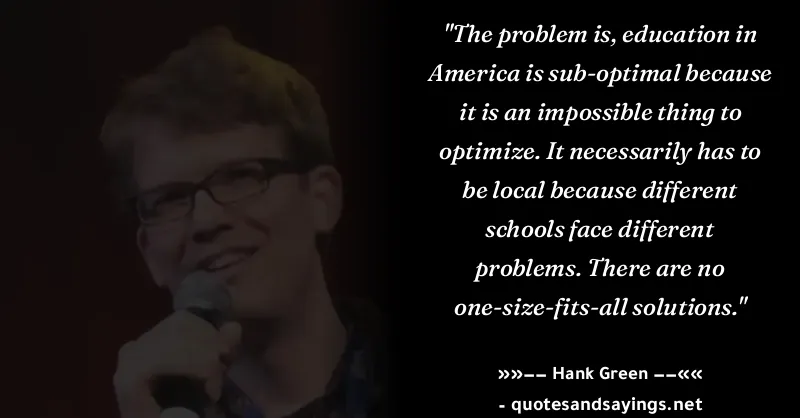 "The problem is, education in
America is sub-optimal because
it is an impossible thing to
optimize. It necessarily has to
be local because different
schools face different
problems. There are no
one-size-fits-all solutions."
»»−− Hank Green −−««
- quotesandsayings.net